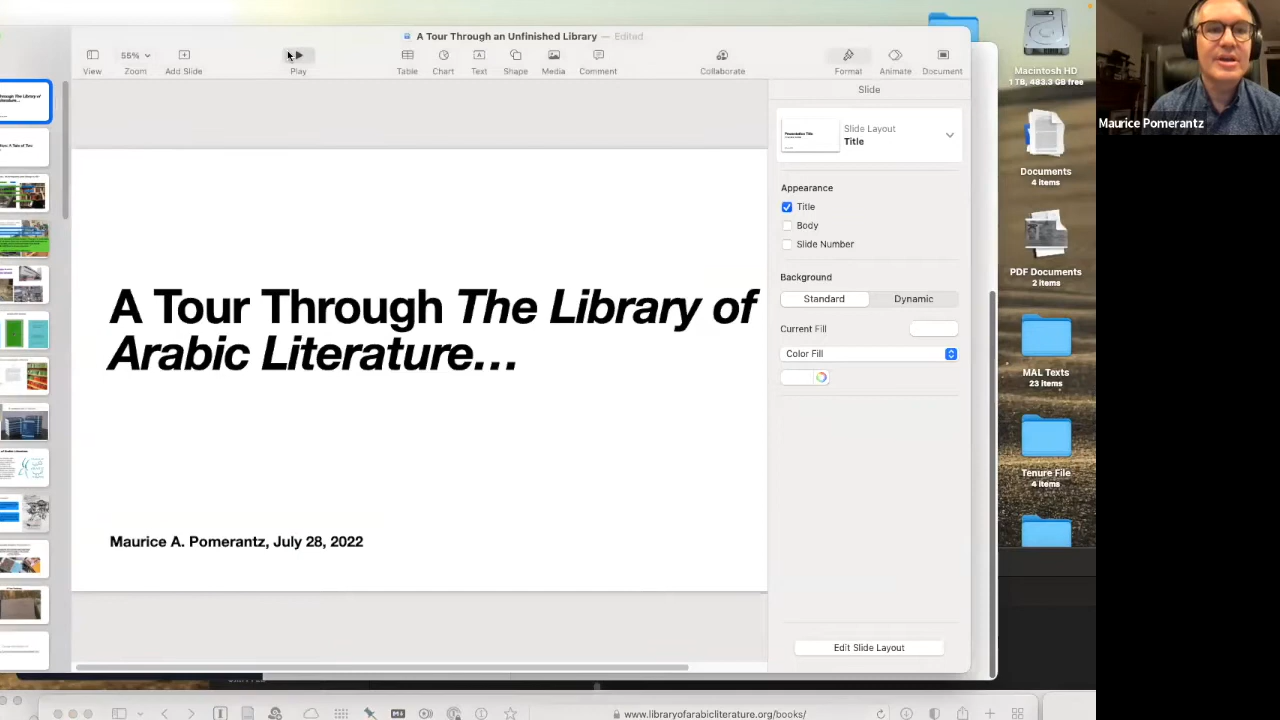 A Tour Through an Unfinished Library — Edited
55%
View
Zoom
Add Slide
Play
Table
Chart
Text
Shape
Media
Comment
Collaborate
Format
Animate
Document
Slide
Slide Layout
Title
Appearance
Title
Body
Slide Number
Background
Standard
Dynamic
Current Fill
Color Fill
Edit Slide Layout
A Tour Through The Library of
Arabic Literature…
Maurice A. Pomerantz, July 28, 2022
Macintosh HD
1 TB, 483.3 GB free
Documents
4 items
PDF Documents
2 items
MAL Texts
23 items
Tenure File
4 items
Maurice Pomerantz
www.libraryofarabicliterature.org/books/